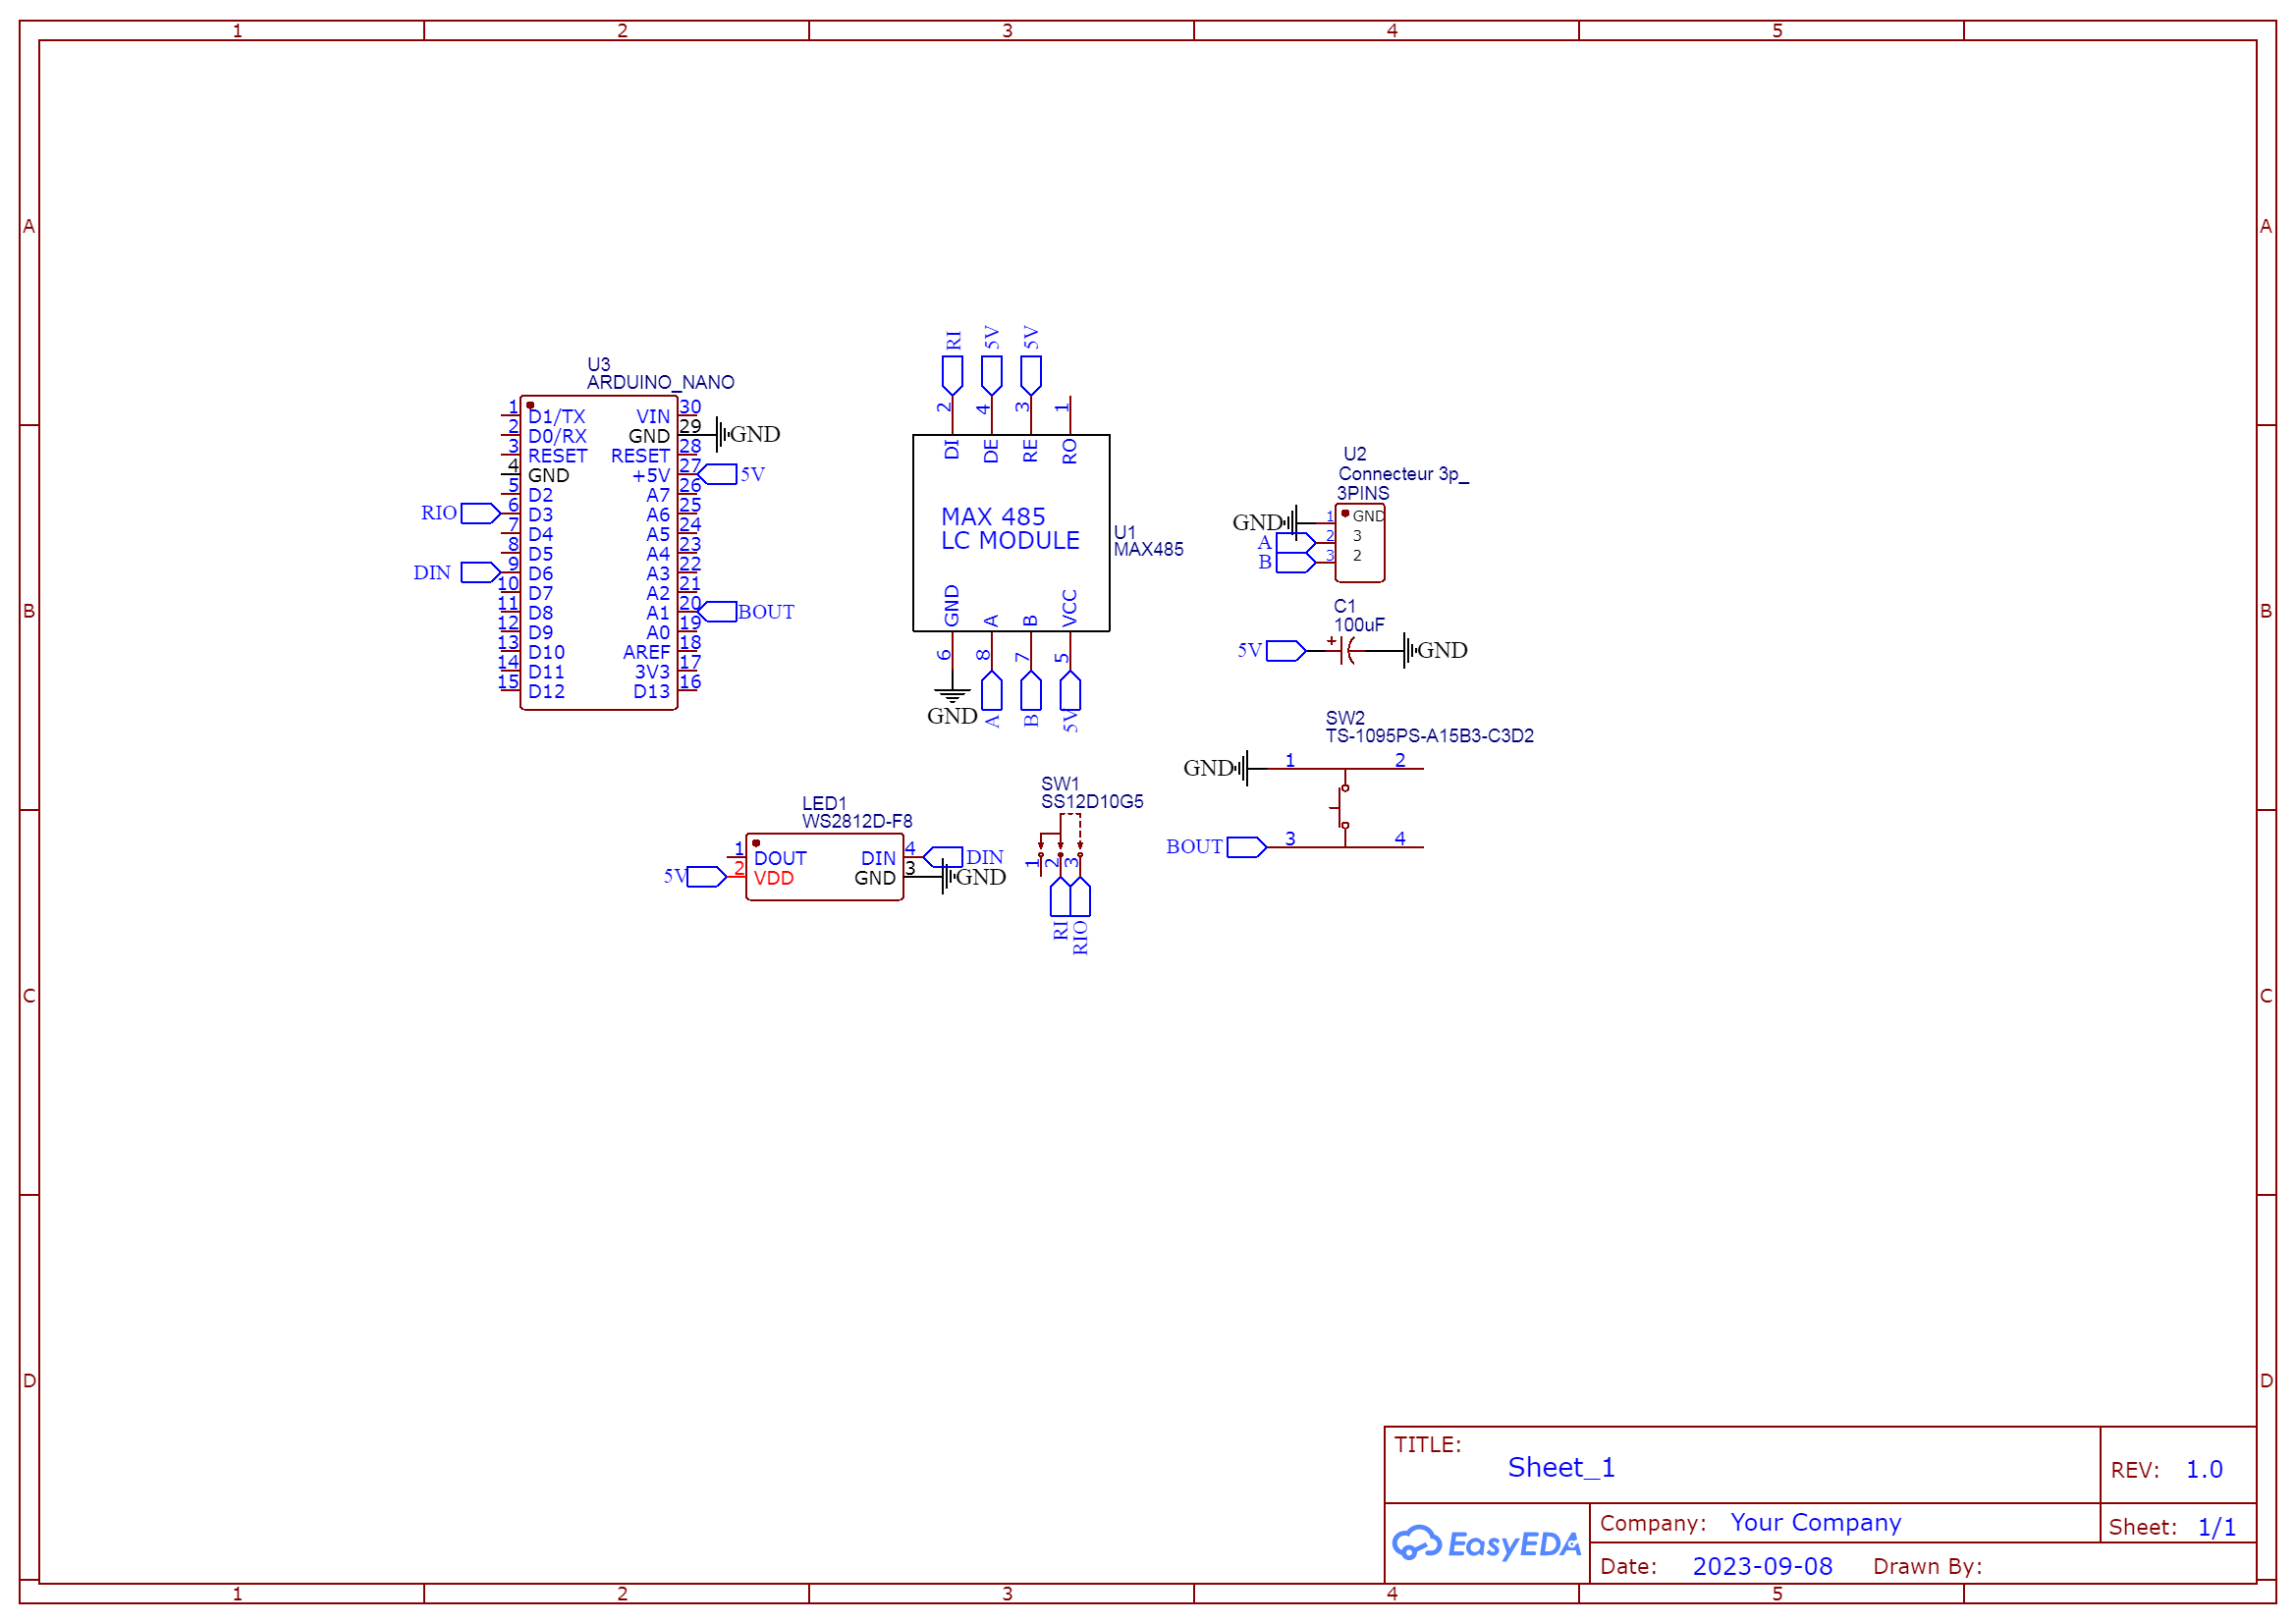 1 2 3 4 5
A A
B B
C C
D D
U3
ARDUINO_NANO
1 D1/TX VIN 30
2 D0/RX GND 29 GND
3 RESET RESET 28
4 GND +5V 27 5V
5 D2 A7 26
RIO 6 D3 A6 25
7 D4 A5 24
8 D5 A4 23
DIN 9 D6 A3 22
10 D7 A2 21
11 D8 A1 20 BOUT
12 D9 A0 19
13 D10 AREF 18
14 D11 3V3 17
15 D12 D13 16
RI 5V 5V
2 4 3 1
DI DE RE RO
MAX 485
LC MODULE
U1
MAX485
GND A B VCC
6 8 7 5
GND A B 5V
U2
Connecteur 3p_
3PINS
GND 1 GND
A 2 3
B 3 2
C1
100uF
5V + GND
SW2
TS-1095PS-A15B3-C3D2
GND 1 2
BOUT 3 4
LED1
WS2812D-F8
1 DOUT DIN 4 DIN
5V 2 VDD GND 3 GND
SW1
SS12D10G5
1 2 3
RI RIO
TITLE:
Sheet_1
REV: 1.0
EasyEDA
Company: Your Company
Sheet: 1/1
Date: 2023-09-08 Drawn By:
1 2 3 4 5